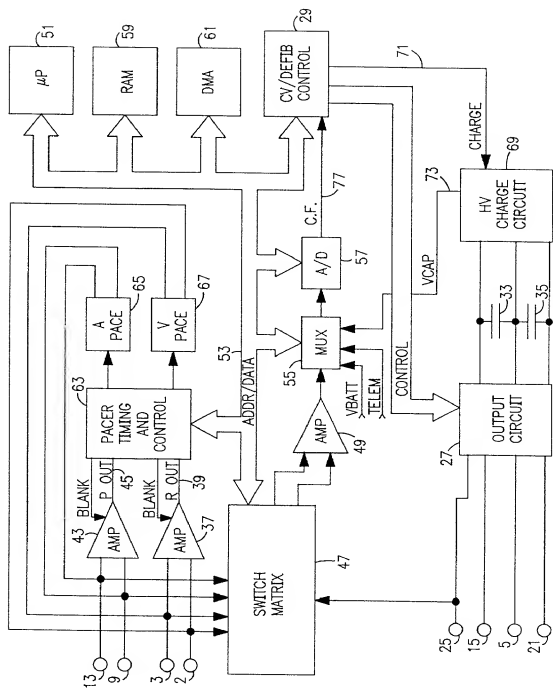 51
μP
59
RAM
61
DMA
29
CV/DEFIB
CONTROL
71
CHARGE
73
69
HV
CHARGE
CIRCUIT
77
C.F.
A/D
57
VCAP
33
35
65
A
PACE
67
V
PACE
53
ADDR/DATA
55
MUX
VBATT
TELEM
CONTROL
63
PACER
TIMING
AND
CONTROL
AMP
49
27
OUTPUT
CIRCUIT
BLANK
P OUT
45
BLANK
R OUT
39
43
AMP
AMP
37
SWITCH
MATRIX
47
13
9
3
2
25
15
5
21